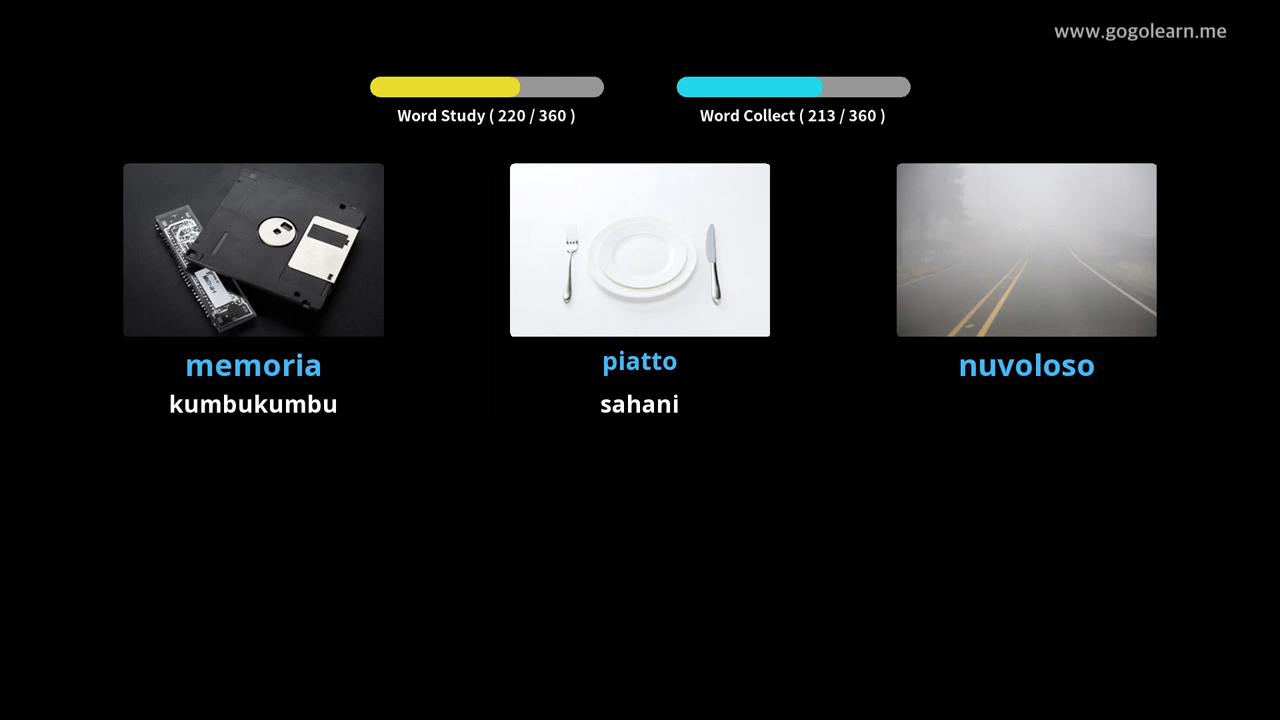 www.gogolearn.me
Word Study ( 220 / 360 )
Word Collect ( 213 / 360 )
memoria
piatto
nuvoloso
kumbukumbu
sahani